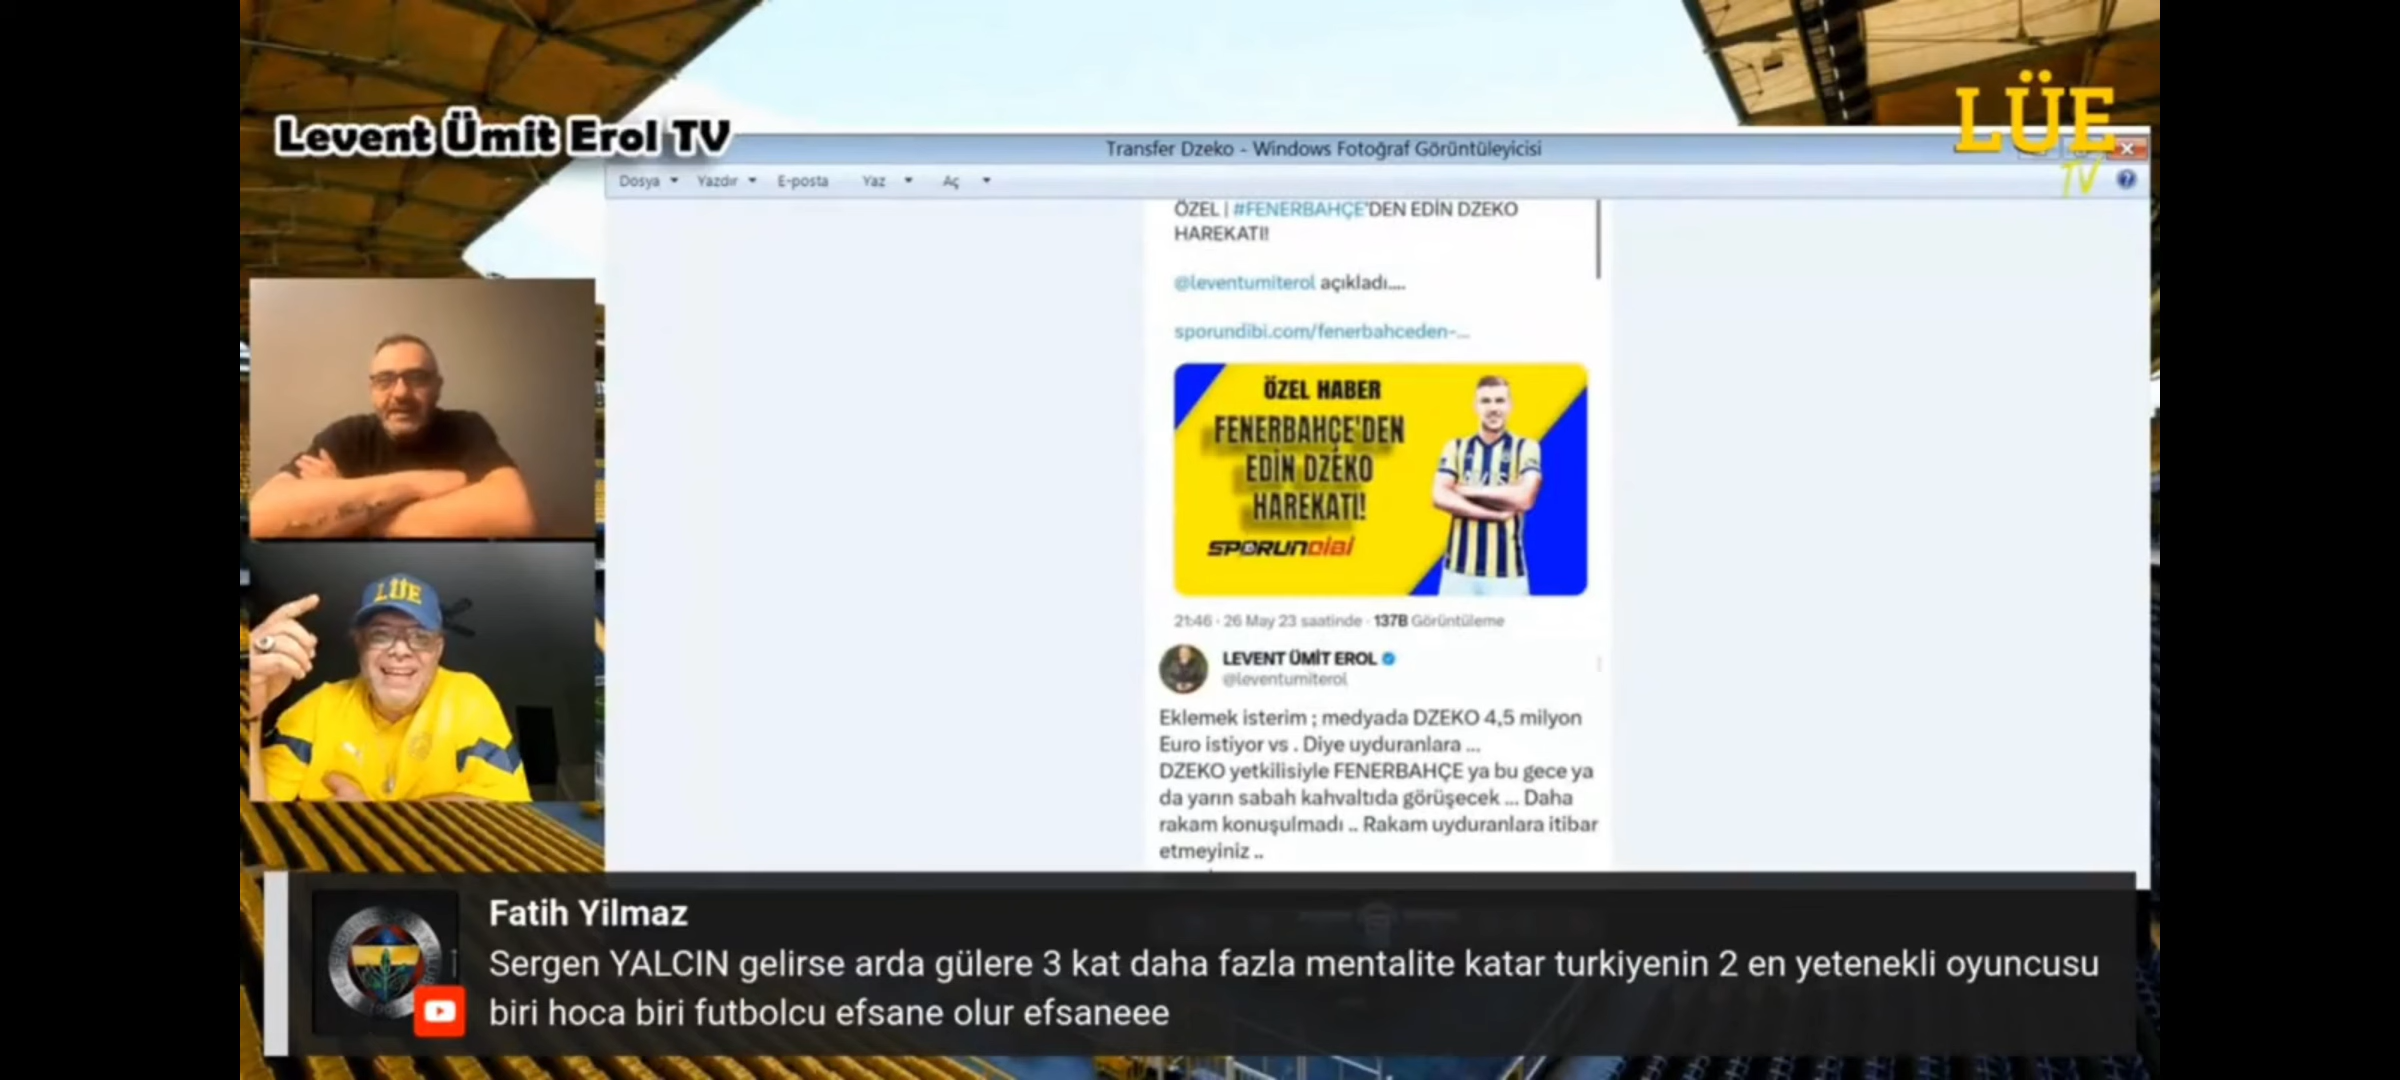 Levent Ümit Erol TV
LÜE
TV
Transfer Dzeko - Windows Fotoğraf Görüntüleyicisi
Dosya Yazdır E-posta Yaz Aç
ÖZEL | #FENERBAHÇE'DEN EDİN DZEKO
HAREKATI!
@leventumiterol açıkladı....
sporundibi.com/fenerbahceden-...
ÖZEL HABER
FENERBAHÇE'DEN
EDİN DZEKO
HAREKATI!
SPORUNDİBİ
21:46 · 26 May 23 saatinde · 137B Görüntüleme
LEVENT ÜMİT EROL
@leventumiterol
Eklemek isterim ; medyada DZEKO 4,5 milyon
Euro istiyor vs . Diye uyduranlara ...
DZEKO yetkilisiyle FENERBAHÇE ya bu gece ya
da yarın sabah kahvaltıda görüşecek ... Daha
rakam konuşulmadı .. Rakam uyduranlara itibar
etmeyiniz ..
LÜE
Fatih Yilmaz
Sergen YALCIN gelirse arda gülere 3 kat daha fazla mentalite katar turkiyenin 2 en yetenekli oyuncusu
biri hoca biri futbolcu efsane olur efsaneee